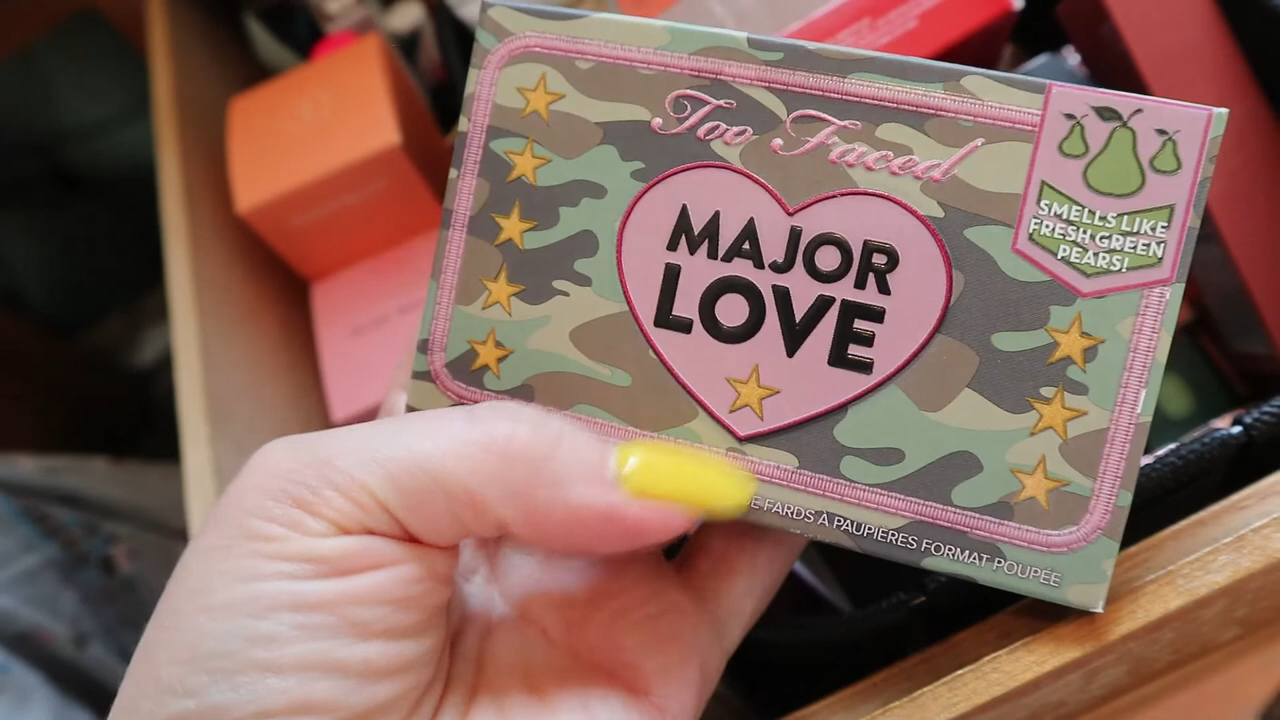 Too Faced
MAJOR
LOVE
SMELLS LIKE
FRESH GREEN
PEARS!
FARDS À PAUPIÈRES FORMAT POUPÉE